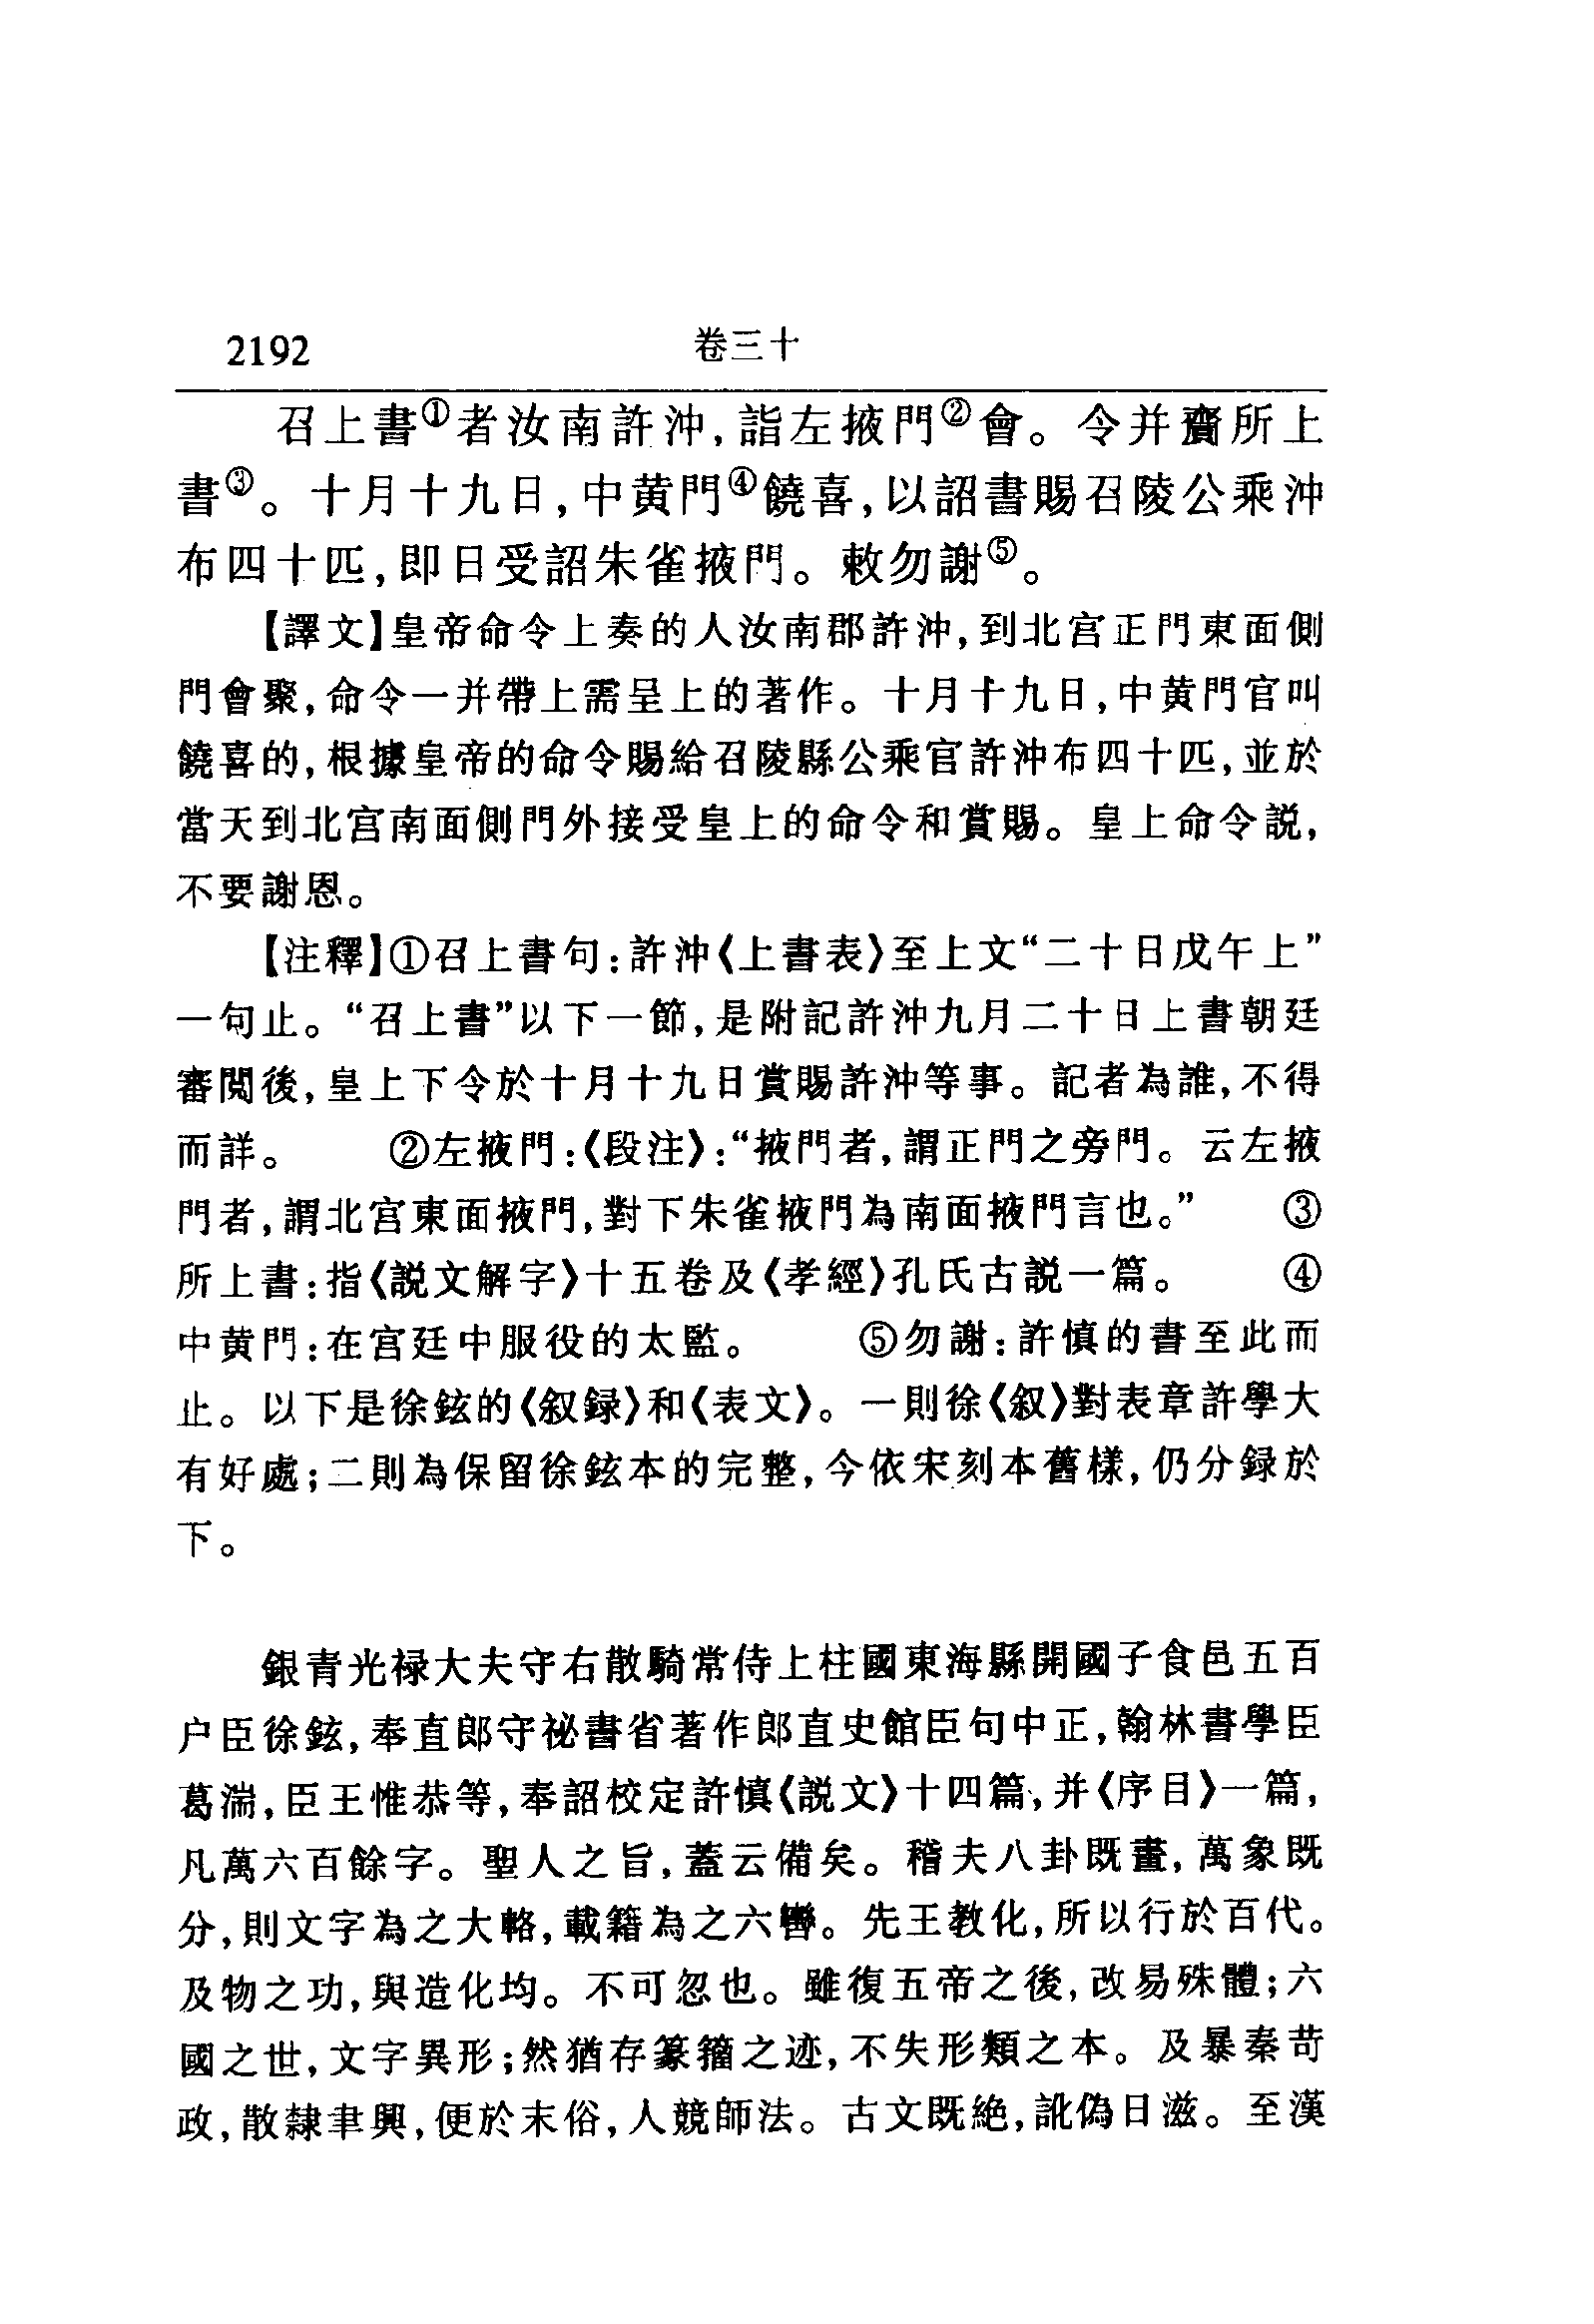 2192 卷三十
召上書①者汝南許沖,詣左掖門②會。令并齎所上
書③。十月十九日,中黄門④饒喜,以詔書賜召陵公乘沖
布四十匹,即日受詔朱雀掖門。敕勿謝⑤。
【譯文】皇帝命令上奏的人汝南郡許沖,到北宫正門東面側
門會聚,命令一并帶上需呈上的著作。十月十九日,中黄門官叫
饒喜的,根據皇帝的命令賜給召陵縣公乘官許沖布四十匹,並於
當天到北宫南面側門外接受皇上的命令和賞賜。皇上命令説,
不要謝恩。
【注釋】①召上書句:許沖《上書表》至上文“二十日戊午上”
一句止。“召上書”以下一節,是附記許沖九月二十日上書朝廷
審閲後,皇上下令於十月十九日賞賜許沖等事。記者為誰,不得
而詳。 ②左掖門:《段注》:“掖門者,謂正門之旁門。云左掖
門者,謂北宫東面掖門,對下朱雀掖門為南面掖門言也。” ③
所上書:指《説文解字》十五卷及《孝經》孔氏古説一篇。 ④
中黄門:在宫廷中服役的太監。 ⑤勿謝:許慎的書至此而
止。以下是徐鉉的《叙録》和《表文》。一則徐《叙》對表章許學大
有好處;二則為保留徐鉉本的完整,今依宋刻本舊樣,仍分録於
下。
銀青光禄大夫守右散騎常侍上柱國東海縣開國子食邑五百
户臣徐鉉,奉直郎守祕書省著作郎直史館臣句中正,翰林書學臣
葛湍,臣王惟恭等,奉詔校定許慎《説文》十四篇,并《序目》一篇,
凡萬六百餘字。聖人之旨,蓋云備矣。稽夫八卦既畫,萬象既
分,則文字為之大輅,載籍為之六轡。先王教化,所以行於百代。
及物之功,與造化均。不可忽也。雖復五帝之後,改易殊體;六
國之世,文字異形;然猶存篆籀之迹,不失形類之本。及暴秦苛
政,散隸聿興,便於末俗,人競師法。古文既絶,訛偽日滋。至漢